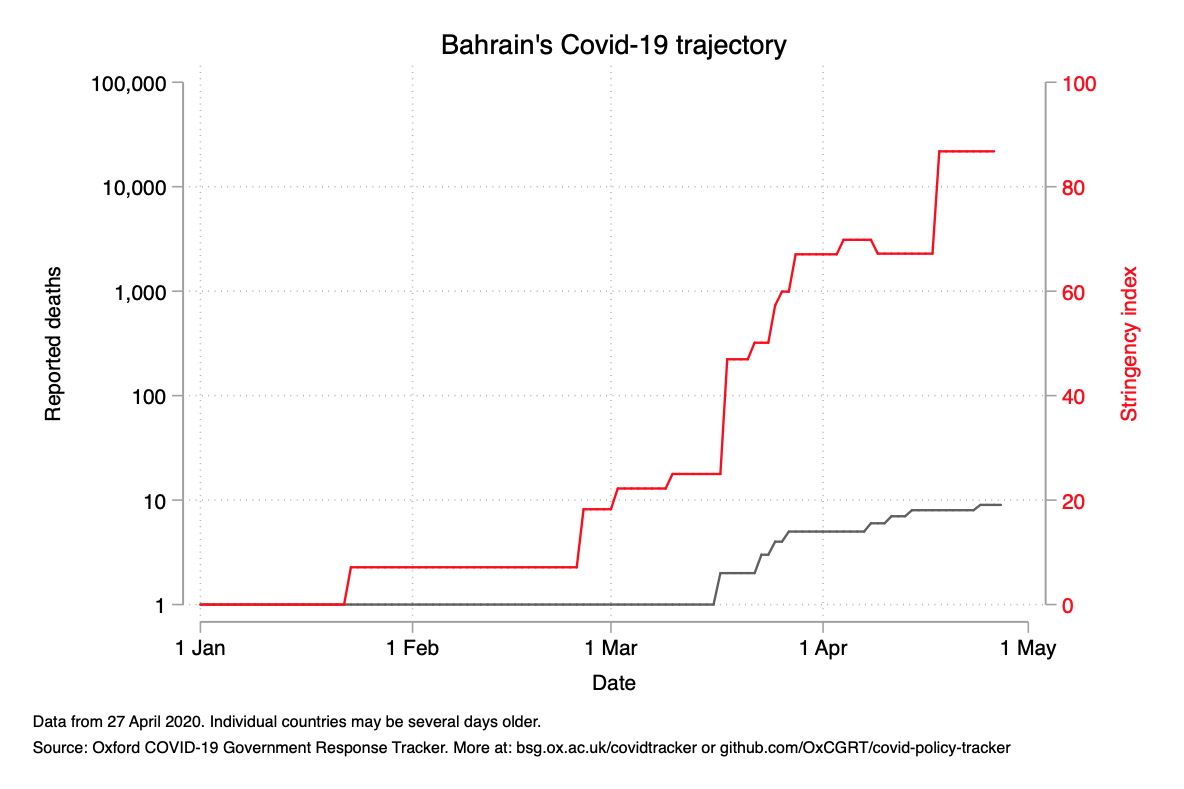 Bahrain's Covid-19 trajectory
100,000
10,000
1,000
100
10
1
Reported deaths
100
80
60
40
20
0
Stringency index
1 Jan
1 Feb
1 Mar
1 Apr
1 May
Date
Data from 27 April 2020. Individual countries may be several days older.
Source: Oxford COVID-19 Government Response Tracker. More at: bsg.ox.ac.uk/covidtracker or github.com/OxCGRT/covid-policy-tracker